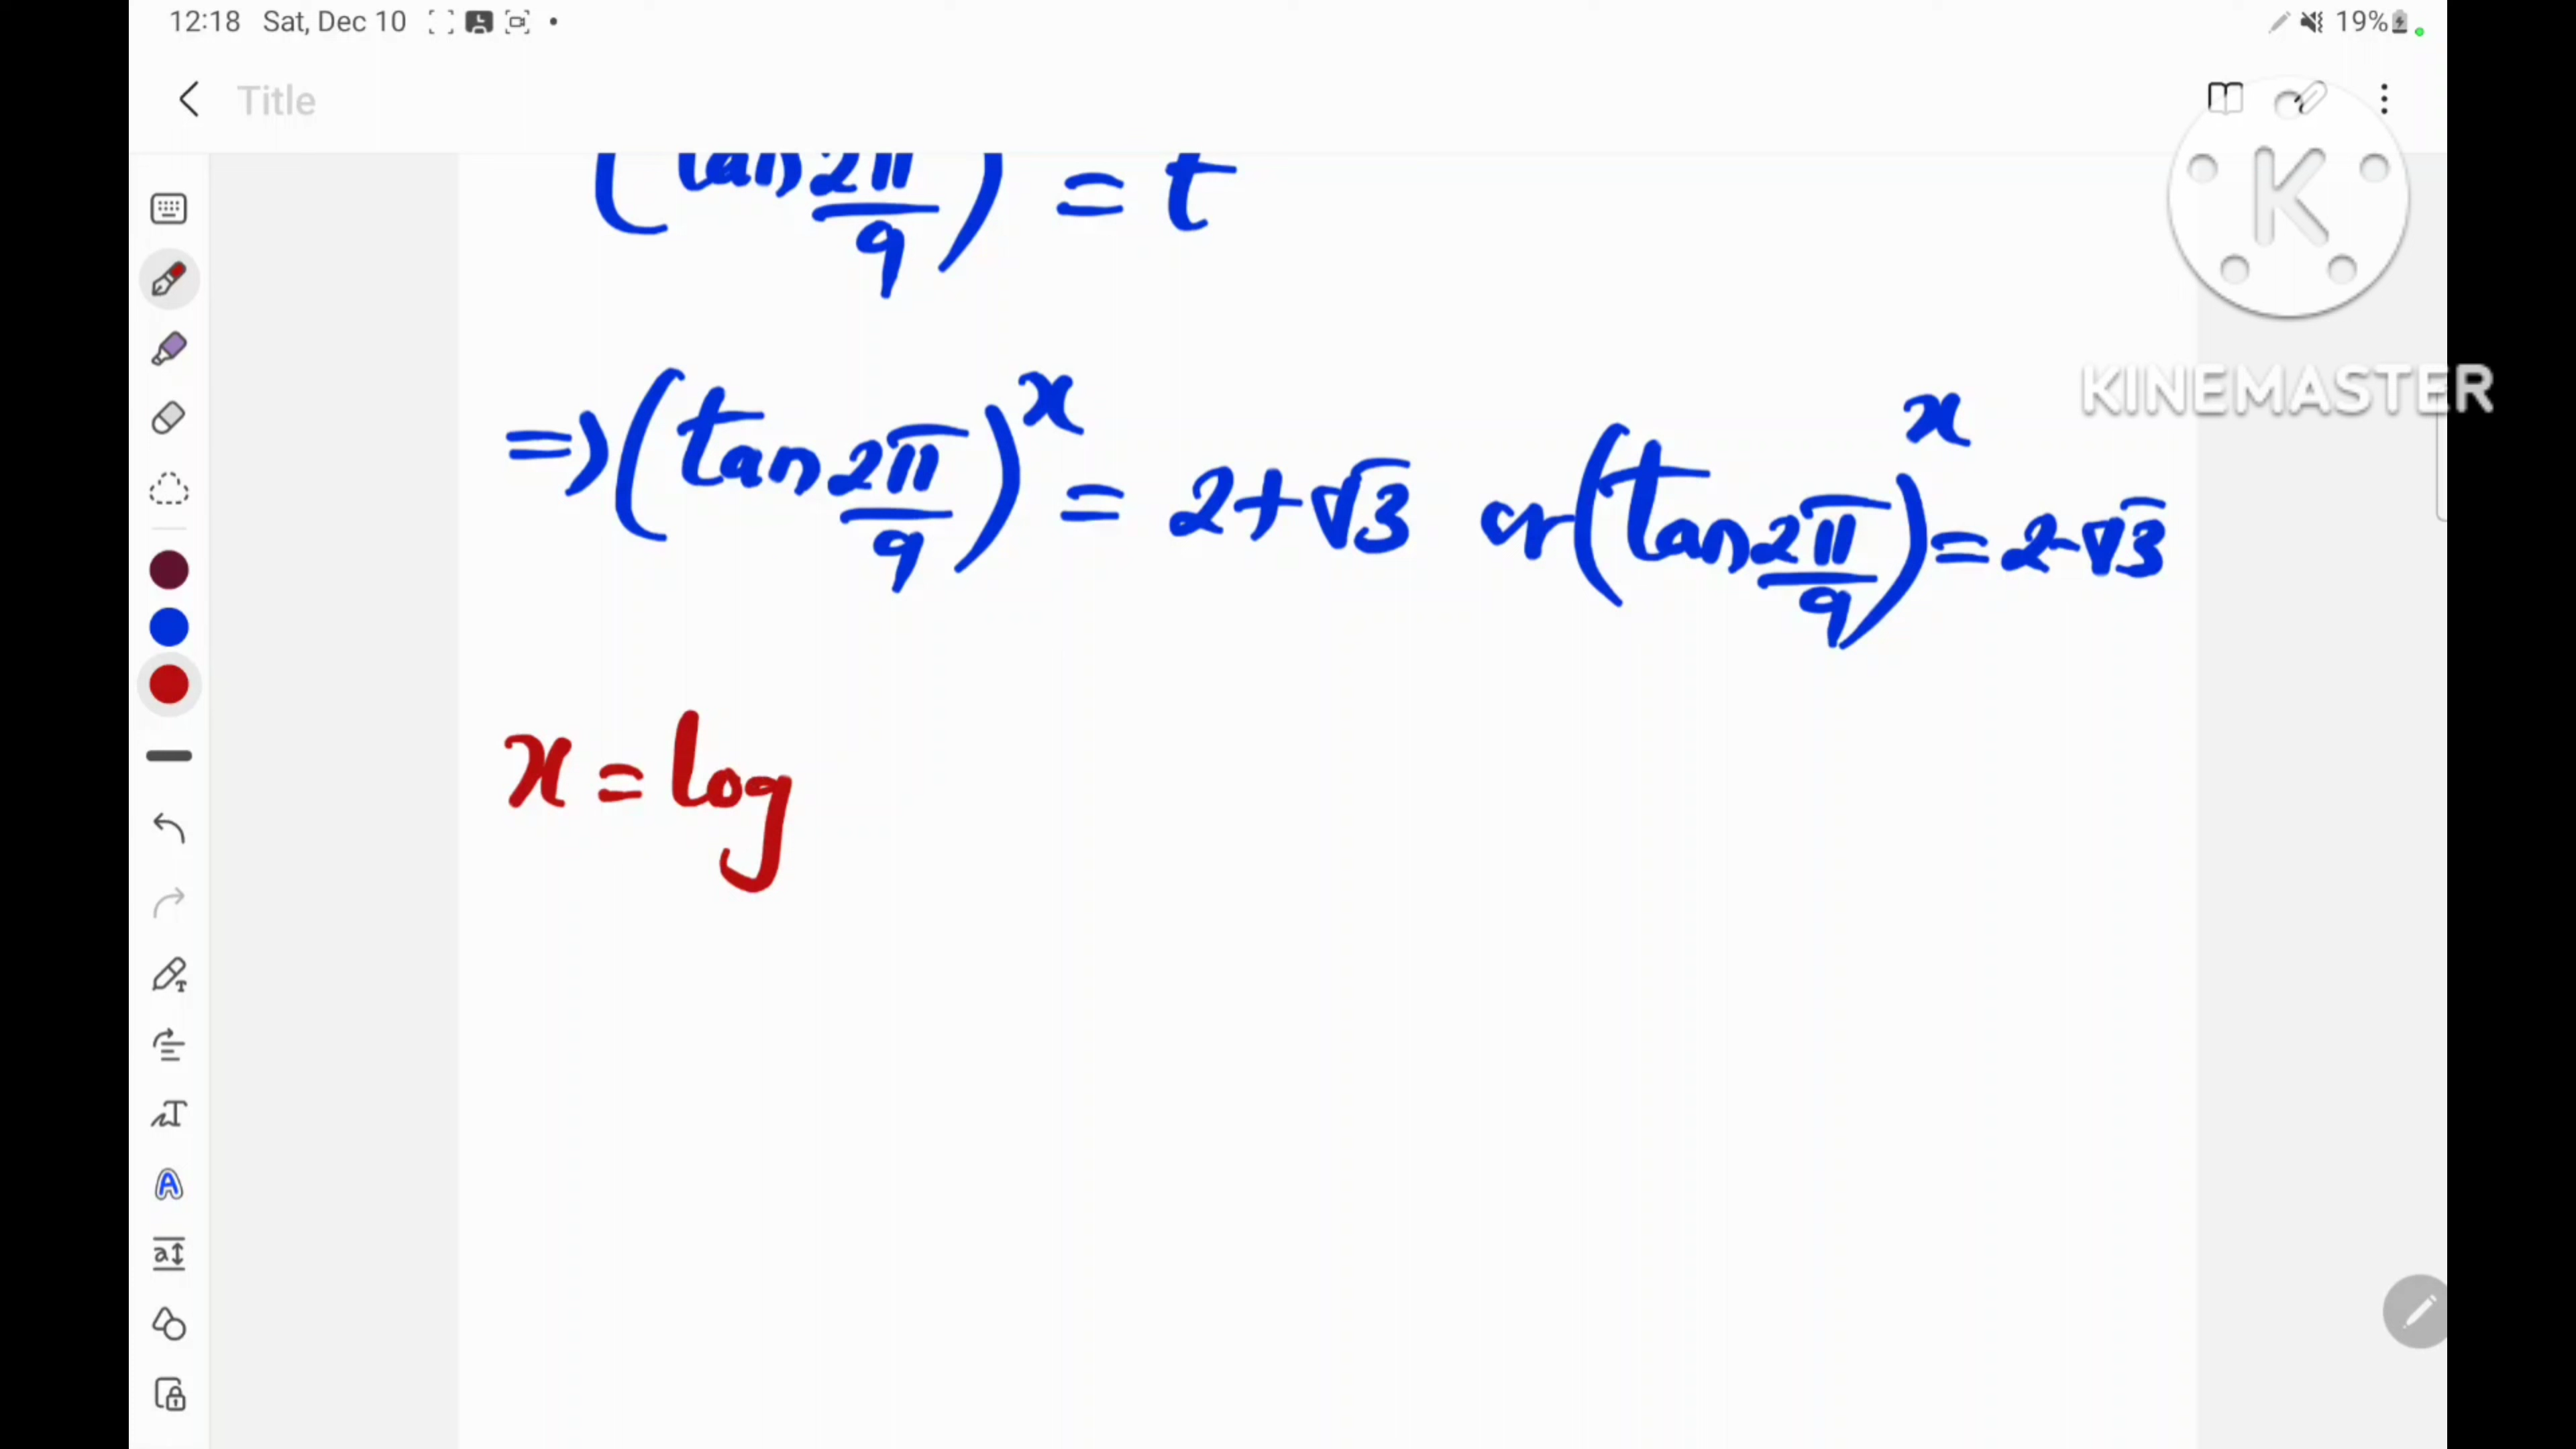 12:18 Sat, Dec 10 19%
Title
(tan 2π/9) = t
K
KINEMASTER
=> (tan 2π/9)^x = 2+√3 or (tan 2π/9)^x = 2-√3
x = log